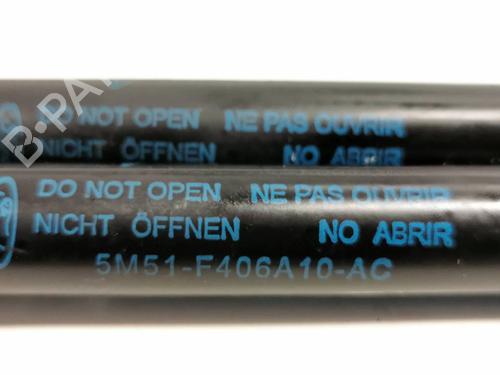 DO NOT OPEN NE PAS OUVRIR
NICHT ÖFFNEN NO ABRIR
DO NOT OPEN NE PAS OUVRIR
NICHT ÖFFNEN NO ABRIR
5M51-F406A10-AC
B-PARTS